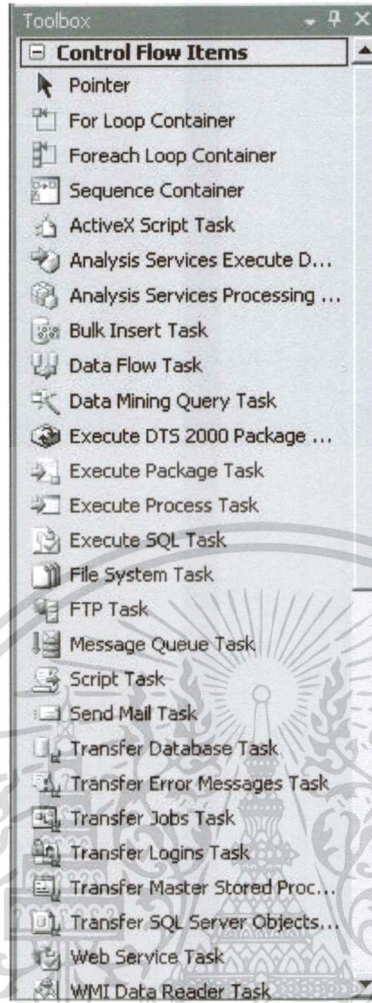 Toolbox
Control Flow Items
Pointer
For Loop Container
Foreach Loop Container
Sequence Container
ActiveX Script Task
Analysis Services Execute D...
Analysis Services Processing ...
Bulk Insert Task
Data Flow Task
Data Mining Query Task
Execute DTS 2000 Package ...
Execute Package Task
Execute Process Task
Execute SQL Task
File System Task
FTP Task
Message Queue Task
Script Task
Send Mail Task
Transfer Database Task
Transfer Error Messages Task
Transfer Jobs Task
Transfer Logins Task
Transfer Master Stored Proc...
Transfer SQL Server Objects...
Web Service Task
WMI Data Reader Task